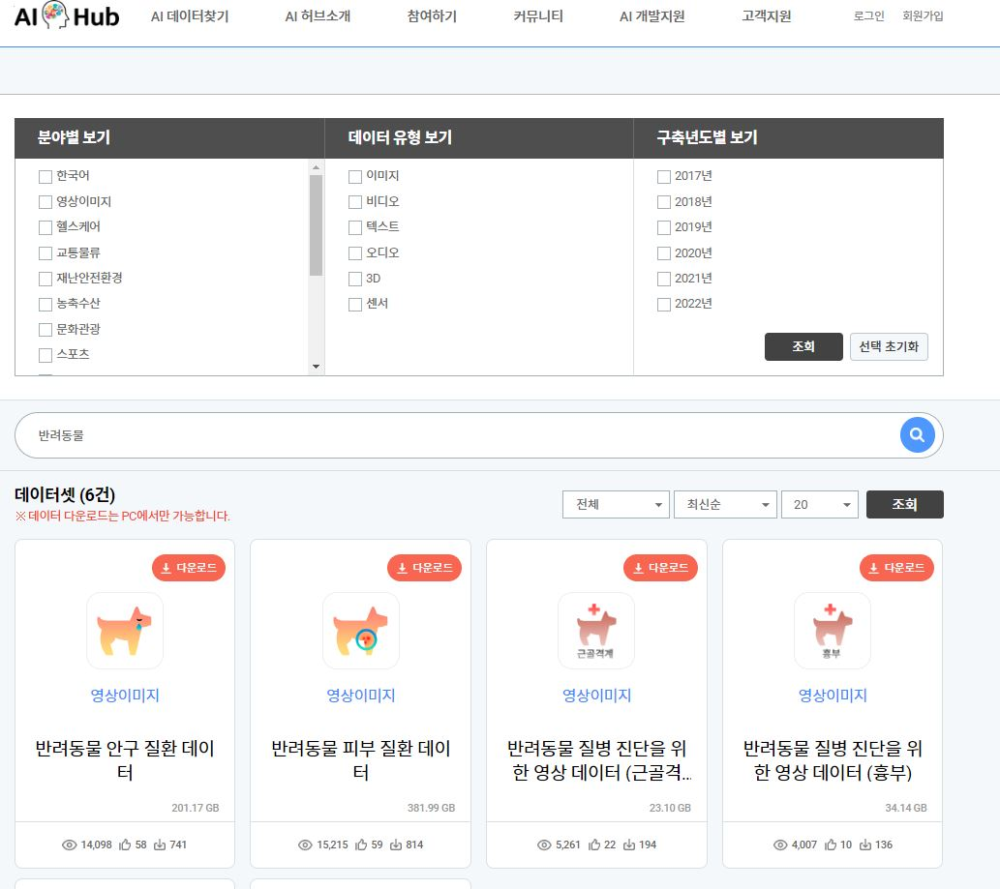 AI Hub
AI 데이터찾기 AI 허브소개 참여하기 커뮤니티 AI 개발지원 고객지원 로그인 회원가입
분야별 보기 데이터 유형 보기 구축년도별 보기
한국어 이미지 2017년
영상이미지 비디오 2018년
헬스케어 텍스트 2019년
교통물류 오디오 2020년
재난안전환경 3D 2021년
농축수산 센서 2022년
문화관광
스포츠
조회 선택 초기화
반려동물
데이터셋 (6건)
※ 데이터 다운로드는 PC에서만 가능합니다.
전체 최신순 20 조회
다운로드
영상이미지
반려동물 안구 질환 데이
터
201.17 GB
14,098 58 741
다운로드
영상이미지
반려동물 피부 질환 데이
터
381.99 GB
15,215 59 814
다운로드
근골격계
영상이미지
반려동물 질병 진단을 위
한 영상 데이터 (근골격...
23.10 GB
5,261 22 194
다운로드
흉부
영상이미지
반려동물 질병 진단을 위
한 영상 데이터 (흉부)
34.14 GB
4,007 10 136